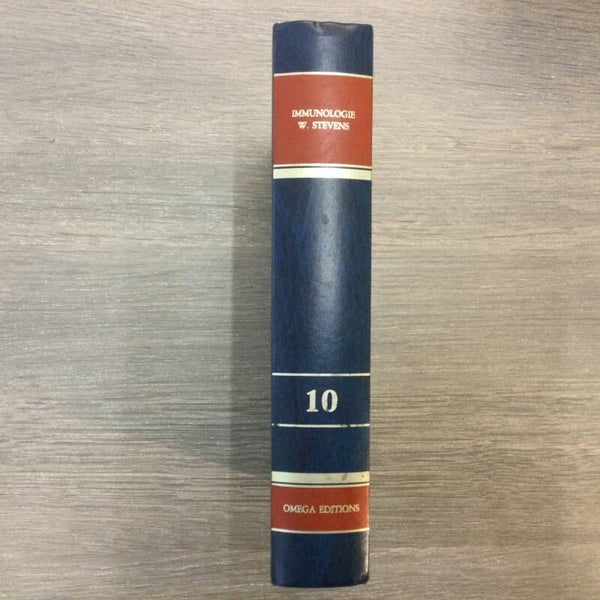 IMMUNOLOGIE
W. STEVENS
10
OMEGA EDITIONS